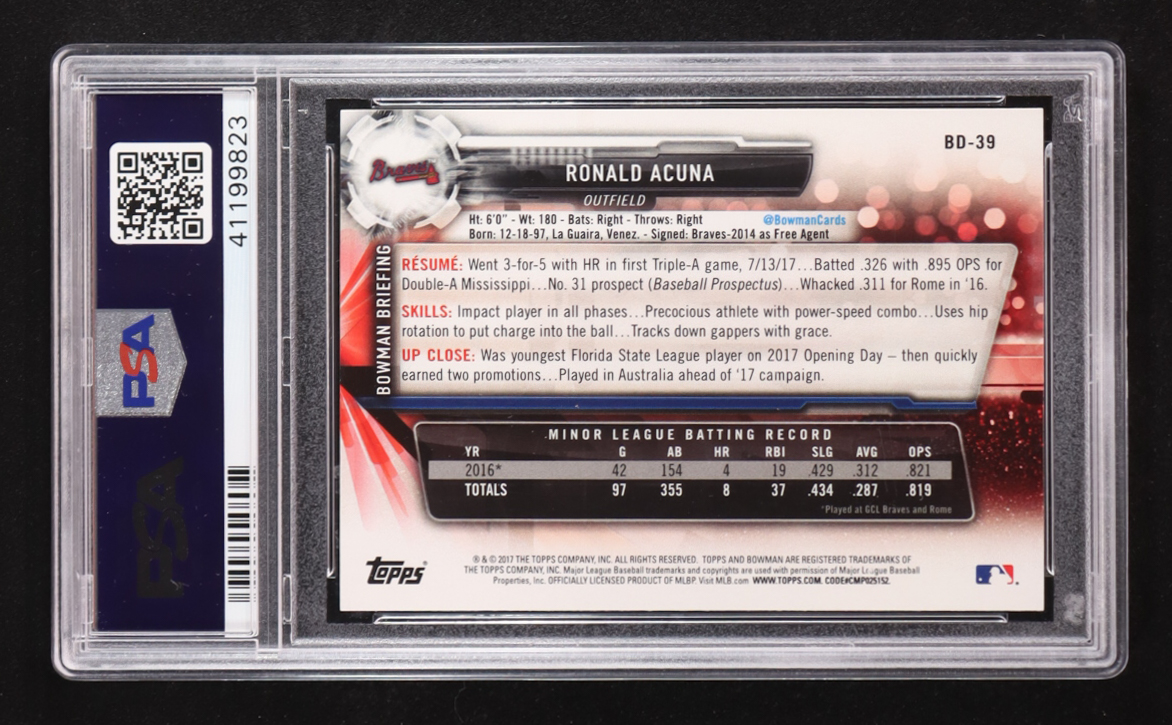 41199823
PSA
PSA
Braves
BD-39
RONALD ACUNA
OUTFIELD
Ht: 6'0" - Wt: 180 - Bats: Right - Throws: Right @BowmanCards
Born: 12-18-97, La Guaira, Venez. - Signed: Braves-2014 as Free Agent
BOWMAN BRIEFING
RÉSUMÉ: Went 3-for-5 with HR in first Triple-A game, 7/13/17...Batted .326 with .895 OPS for
Double-A Mississippi...No. 31 prospect (Baseball Prospectus)...Whacked .311 for Rome in '16.
SKILLS: Impact player in all phases...Precocious athlete with power-speed combo...Uses hip
rotation to put charge into the ball...Tracks down gappers with grace.
UP CLOSE: Was youngest Florida State League player on 2017 Opening Day – then quickly
earned two promotions...Played in Australia ahead of '17 campaign.
MINOR LEAGUE BATTING RECORD
YR G AB HR RBI SLG AVG OPS
2016* 42 154 4 19 .429 .312 .821
TOTALS 97 355 8 37 .434 .287 .819
*Played at GCL Braves and Rome
Topps®
® & © 2017 THE TOPPS COMPANY, INC. ALL RIGHTS RESERVED. TOPPS AND BOWMAN ARE REGISTERED TRADEMARKS OF
THE TOPPS COMPANY, INC. Major League Baseball trademarks and copyrights are used with permission of Major League Baseball
Properties, Inc. OFFICIALLY LICENSED PRODUCT OF MLBP. Visit MLB.com WWW.TOPPS.COM. CODE#CMP025152.